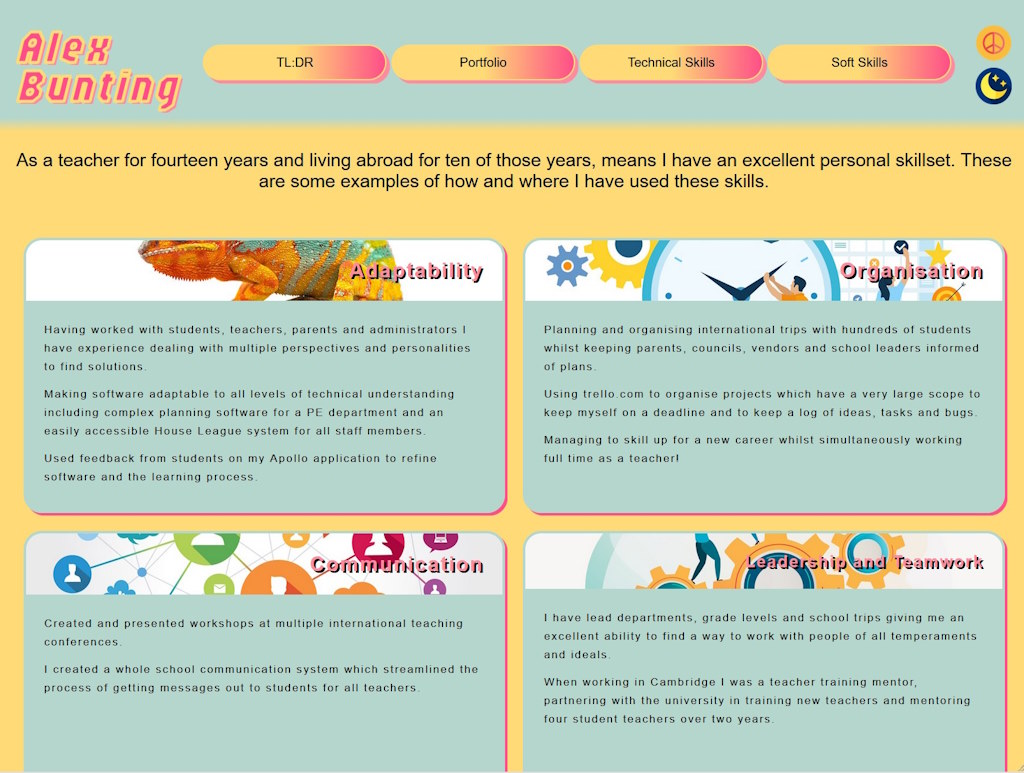 Alex
Bunting
TL:DR
Portfolio
Technical Skills
Soft Skills
As a teacher for fourteen years and living abroad for ten of those years, means I have an excellent personal skillset. These
are some examples of how and where I have used these skills.
Adaptability
Having worked with students, teachers, parents and administrators I
have experience dealing with multiple perspectives and personalities
to find solutions.
Making software adaptable to all levels of technical understanding
including complex planning software for a PE department and an
easily accessible House League system for all staff members.
Used feedback from students on my Apollo application to refine
software and the learning process.
Organisation
Planning and organising international trips with hundreds of students
whilst keeping parents, councils, vendors and school leaders informed
of plans.
Using trello.com to organise projects which have a very large scope to
keep myself on a deadline and to keep a log of ideas, tasks and bugs.
Managing to skill up for a new career whilst simultaneously working
full time as a teacher!
Communication
Created and presented workshops at multiple international teaching
conferences.
I created a whole school communication system which streamlined the
process of getting messages out to students for all teachers.
Leadership and Teamwork
I have lead departments, grade levels and school trips giving me an
excellent ability to find a way to work with people of all temperaments
and ideals.
When working in Cambridge I was a teacher training mentor,
partnering with the university in training new teachers and mentoring
four student teachers over two years.